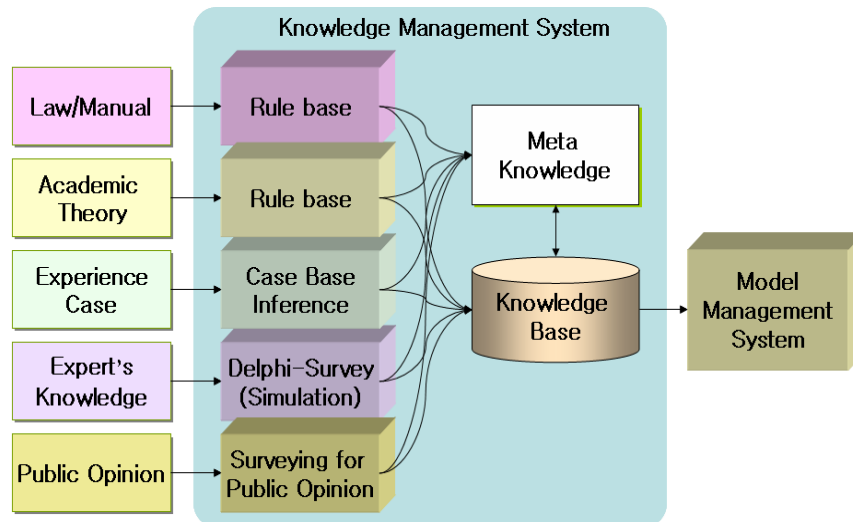 Knowledge Management System
Law/Manual
Rule base
Academic
Theory
Rule base
Experience
Case
Case Base
Inference
Expert's
Knowledge
Delphi-Survey
(Simulation)
Public Opinion
Surveying for
Public Opinion
Meta
Knowledge
Knowledge
Base
Model
Management
System